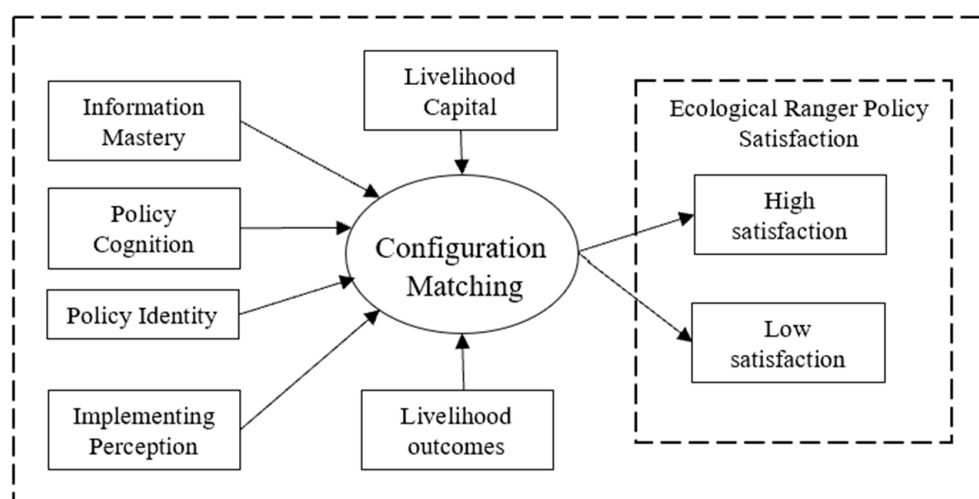 Information
Mastery
Policy
Cognition
Policy Identity
Implementing
Perception
Livelihood
Capital
Configuration
Matching
Livelihood
outcomes
Ecological Ranger Policy
Satisfaction
High
satisfaction
Low
satisfaction